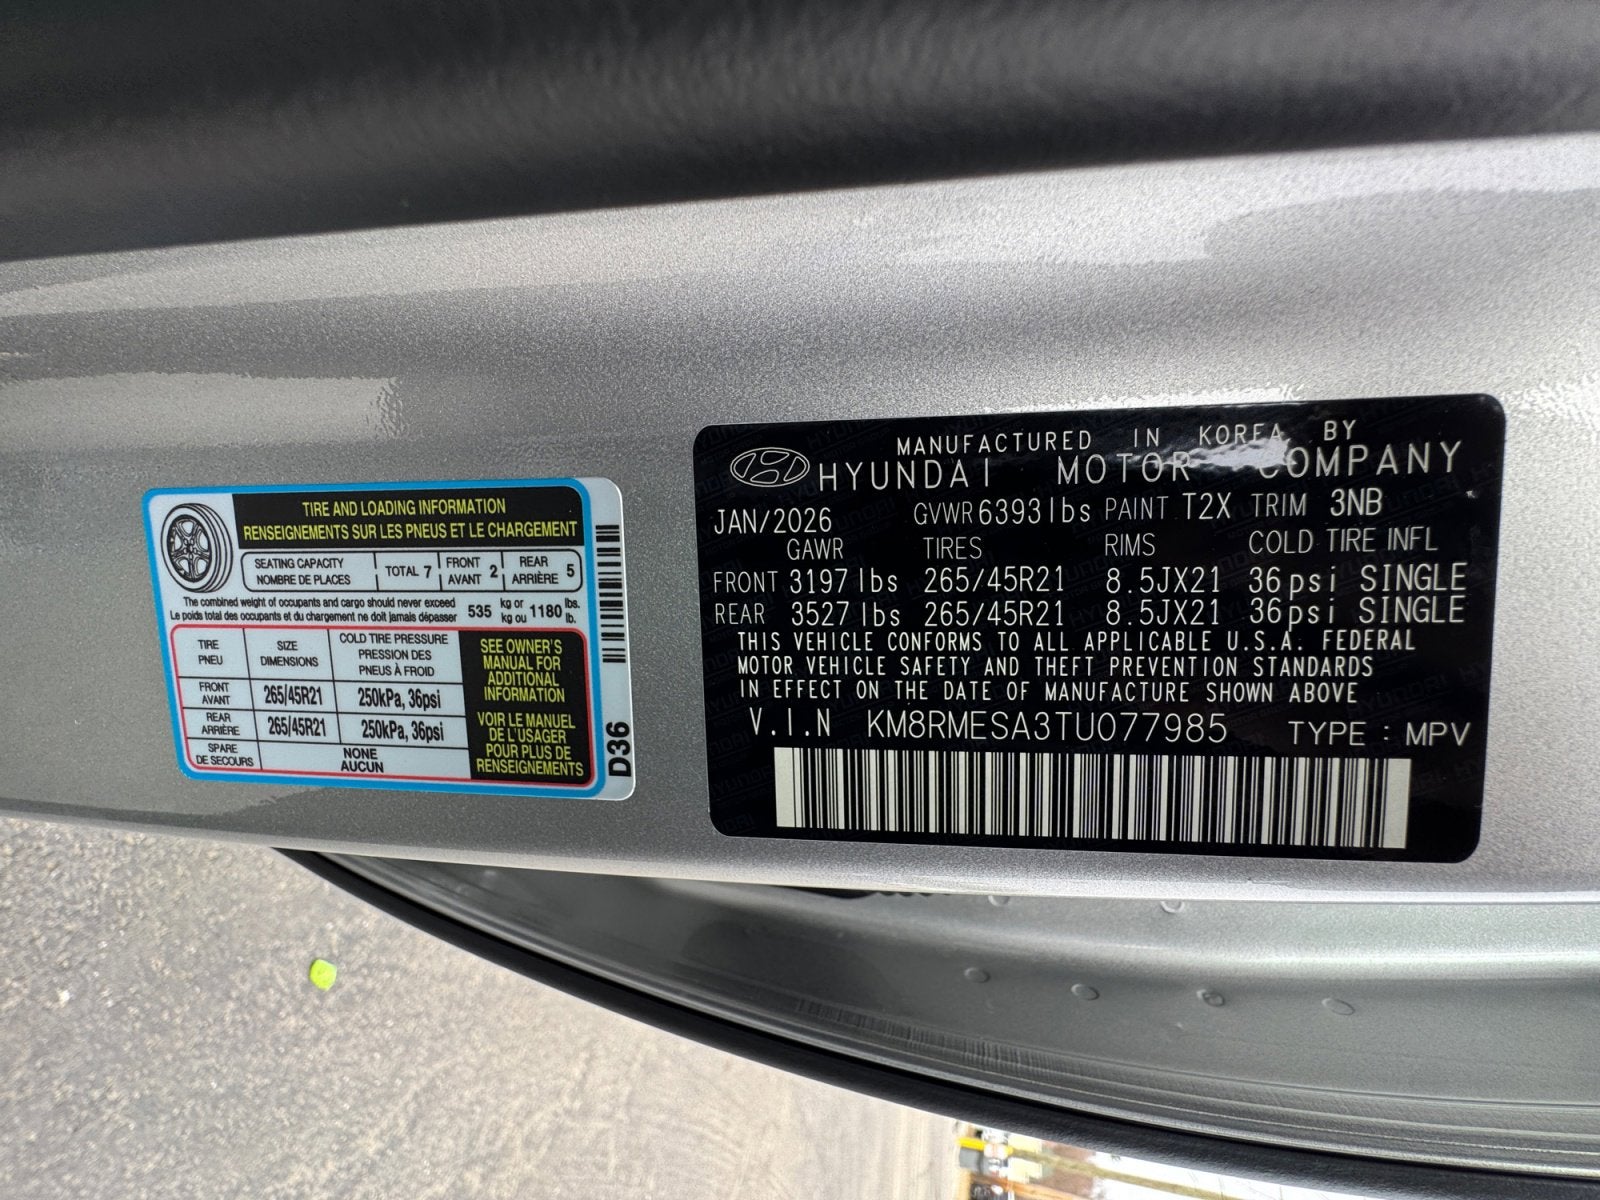 TIRE AND LOADING INFORMATION
RENSEIGNEMENTS SUR LES PNEUS ET LE CHARGEMENT
SEATING CAPACITY
NOMBRE DE PLACES
TOTAL 7
FRONT
AVANT 2
REAR
ARRIÈRE 5
The combined weight of occupants and cargo should never exceed
Le poids total des occupants et du chargement ne doit jamais dépasser
535 kg or kg ou 1180 lbs. lb.
TIRE
PNEU
SIZE
DIMENSIONS
COLD TIRE PRESSURE
PRESSION DES
PNEUS À FROID
FRONT
AVANT
265/45R21
250kPa, 36psi
REAR
ARRIÈRE
265/45R21
250kPa, 36psi
SPARE
DE SECOURS
NONE
AUCUN
SEE OWNER'S
MANUAL FOR
ADDITIONAL
INFORMATION
VOIR LE MANUEL
DE L'USAGER
POUR PLUS DE
RENSEIGNEMENTS
D36
MANUFACTURED IN KOREA BY
HYUNDAI MOTOR COMPANY
JAN/2026 GVWR 6393lbs PAINT T2X TRIM 3NB
GAWR TIRES RIMS COLD TIRE INFL
FRONT 3197lbs 265/45R21 8.5JX21 36psi SINGLE
REAR 3527lbs 265/45R21 8.5JX21 36psi SINGLE
THIS VEHICLE CONFORMS TO ALL APPLICABLE U.S.A. FEDERAL
MOTOR VEHICLE SAFETY AND THEFT PREVENTION STANDARDS
IN EFFECT ON THE DATE OF MANUFACTURE SHOWN ABOVE
V.I.N KM8RMESA3TU077985 TYPE : MPV